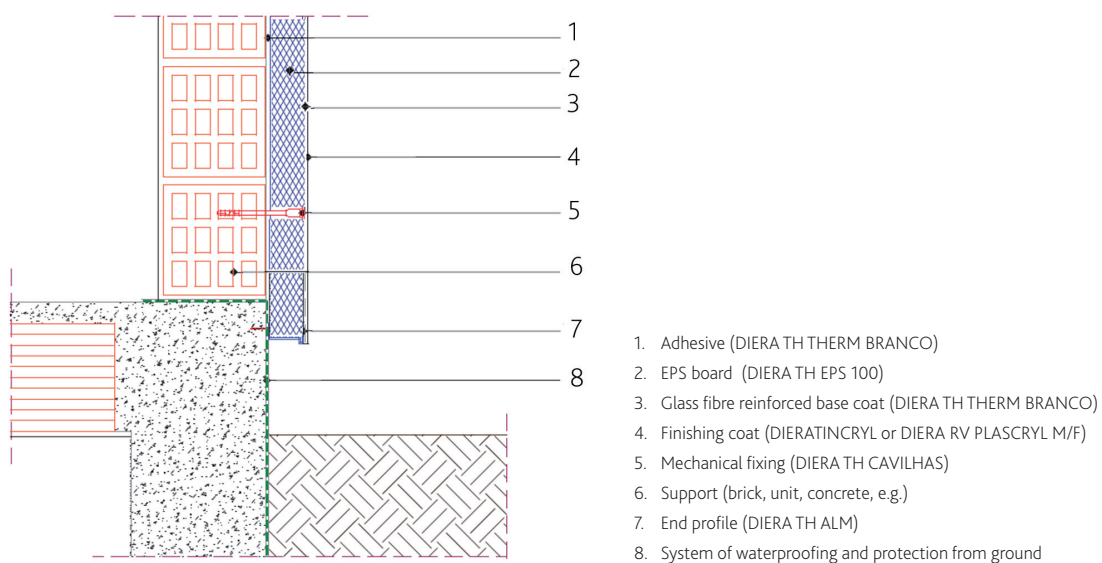 1
2
3
4
5
6
7
8
1. Adhesive (DIERA TH THERM BRANCO)
2. EPS board (DIERA TH EPS 100)
3. Glass fibre reinforced base coat (DIERA TH THERM BRANCO)
4. Finishing coat (DIERATINCRYL or DIERA RV PLASCRYL M/F)
5. Mechanical fixing (DIERA TH CAVILHAS)
6. Support (brick, unit, concrete, e.g.)
7. End profile (DIERA TH ALM)
8. System of waterproofing and protection from ground